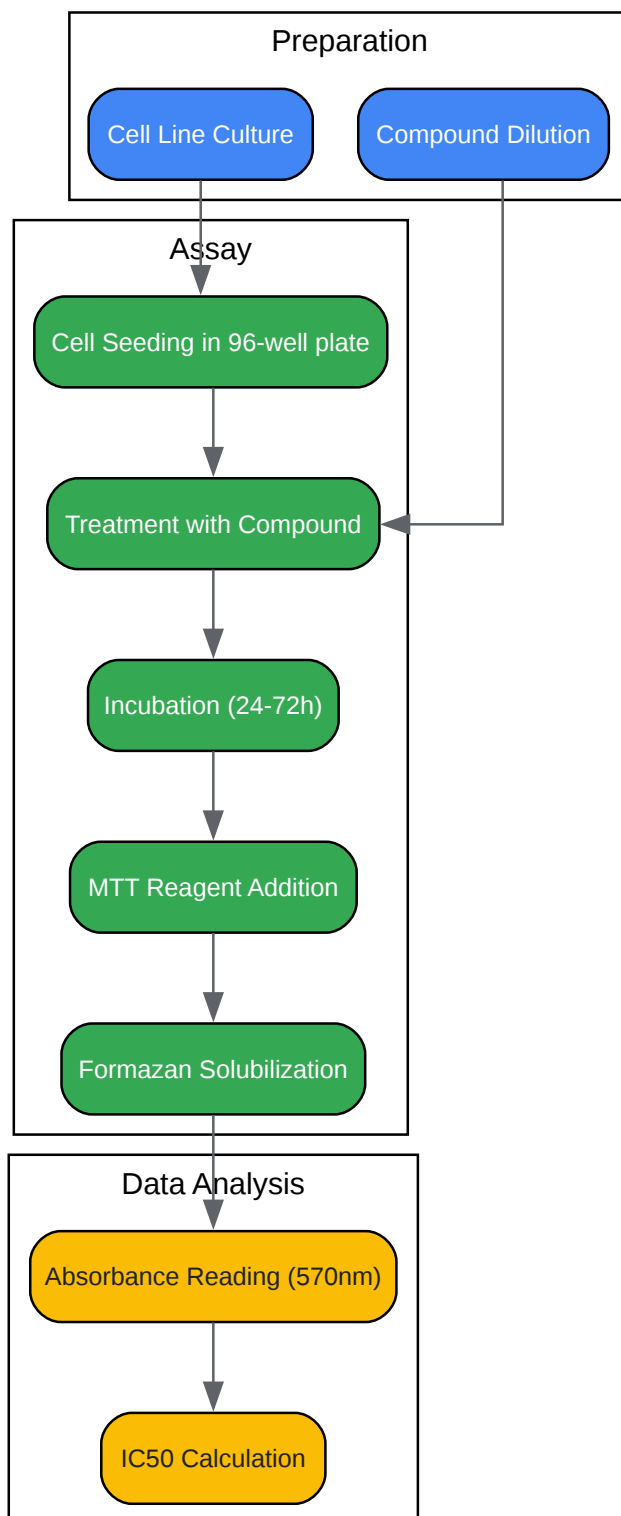 Preparation
Cell Line Culture
Compound Dilution
Assay
Cell Seeding in 96-well plate
Treatment with Compound
Incubation (24-72h)
MTT Reagent Addition
Formazan Solubilization
Data Analysis
Absorbance Reading (570nm)
IC50 Calculation